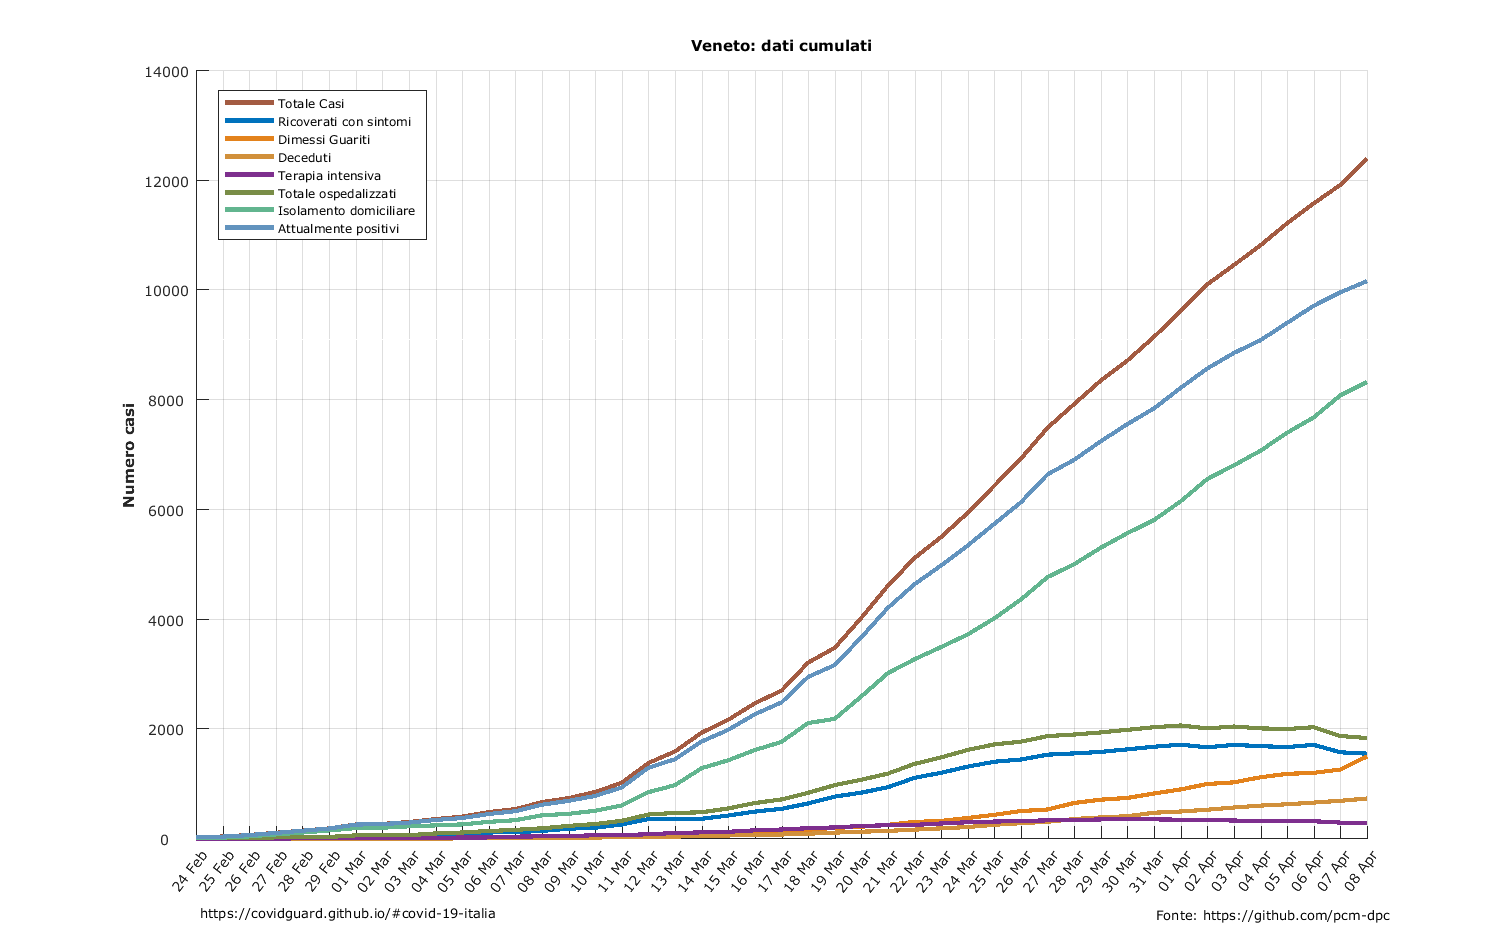 Veneto: dati cumulati
14000
12000
10000
8000
6000
4000
2000
0
Numero casi
Totale Casi
Ricoverati con sintomi
Dimessi Guariti
Deceduti
Terapia intensiva
Totale ospedalizzati
Isolamento domiciliare
Attualmente positivi
24 Feb
25 Feb
26 Feb
27 Feb
28 Feb
29 Feb
01 Mar
02 Mar
03 Mar
04 Mar
05 Mar
06 Mar
07 Mar
08 Mar
09 Mar
10 Mar
11 Mar
12 Mar
13 Mar
14 Mar
15 Mar
16 Mar
17 Mar
18 Mar
19 Mar
20 Mar
21 Mar
22 Mar
23 Mar
24 Mar
25 Mar
26 Mar
27 Mar
28 Mar
29 Mar
30 Mar
31 Mar
01 Apr
02 Apr
03 Apr
04 Apr
05 Apr
06 Apr
07 Apr
08 Apr
https://covidguard.github.io/#covid-19-italia
Fonte: https://github.com/pcm-dpc